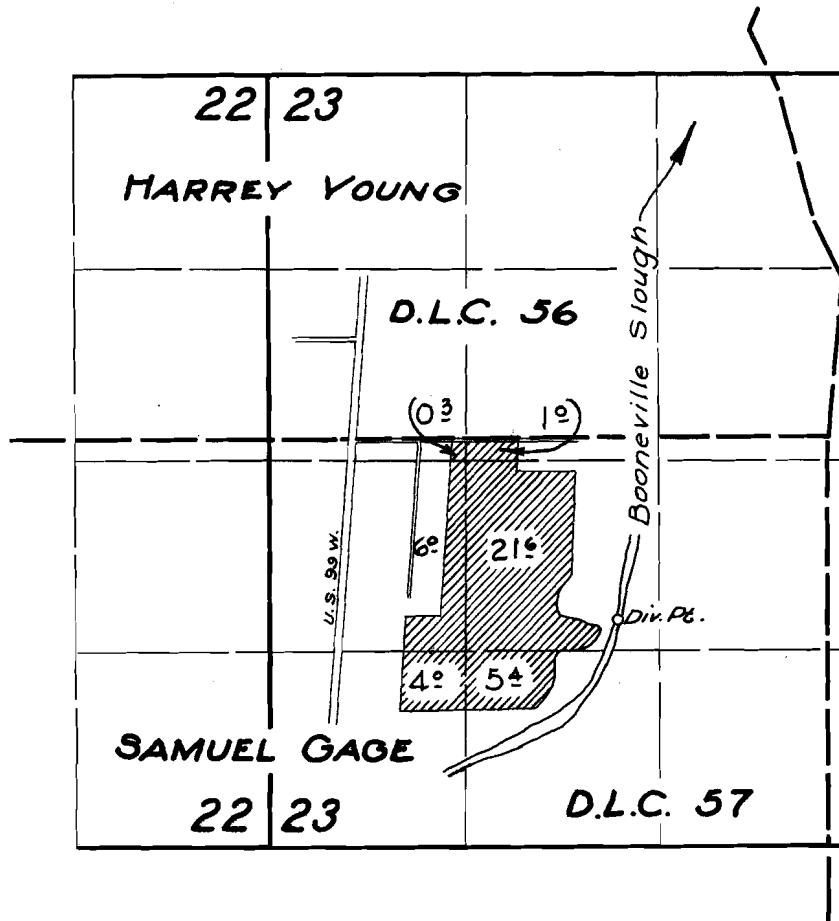 22 23
HARREY YOUNG
D.L.C. 56
Booneville Slough
0 3
1 0
6 0
21 6
U.S. 99 W.
Div. Pt.
4 0
5 4
SAMUEL GAGE
D.L.C. 57
22 23